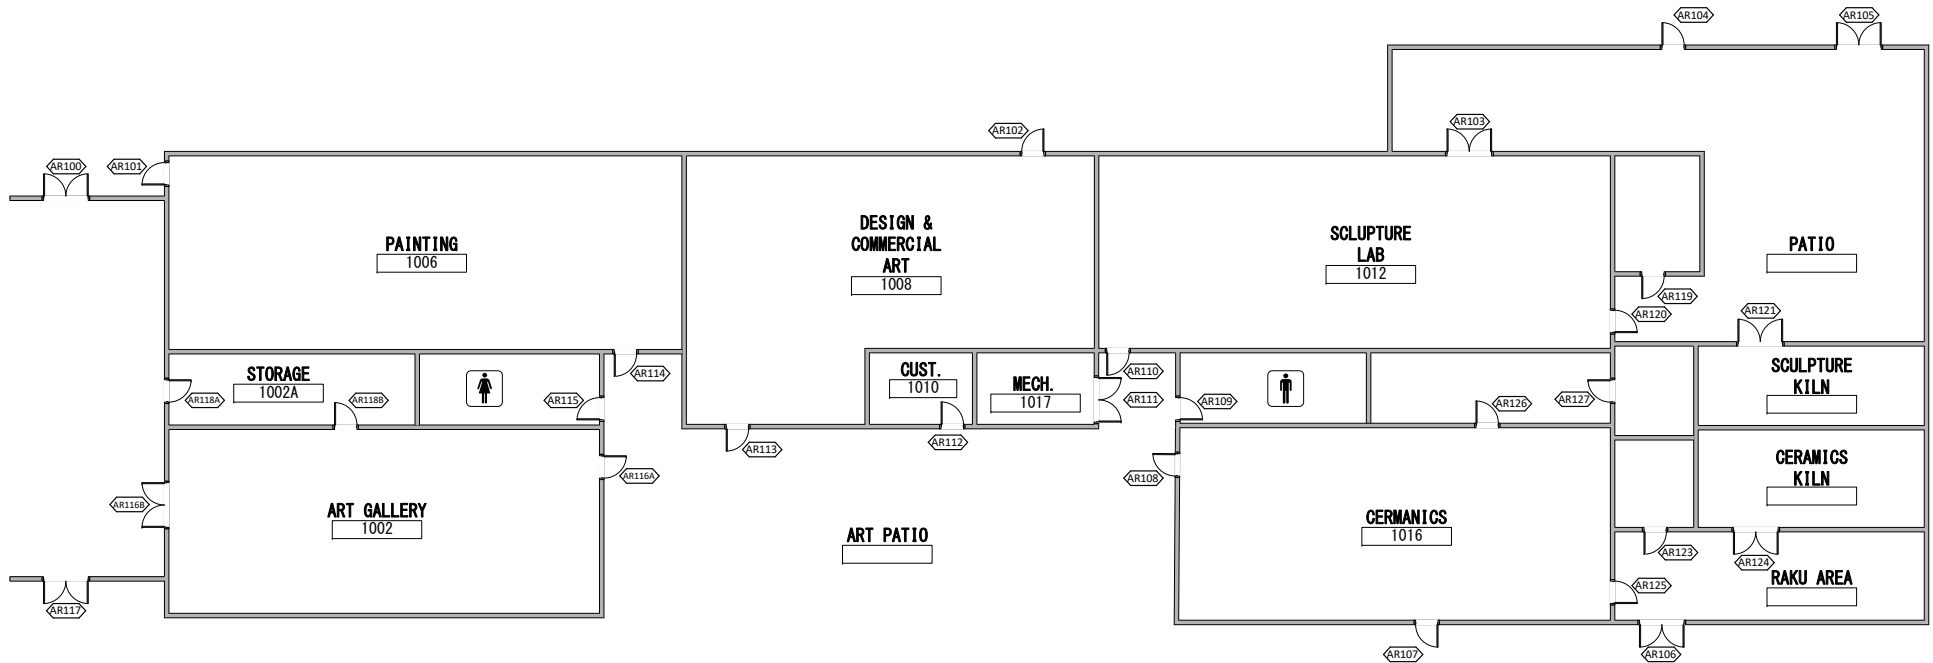 AR104
AR105
AR102
AR103
AR100
AR101
PAINTING
1006
DESIGN &
COMMERCIAL
ART
1008
SCLUPTURE
LAB
1012
PATIO
AR119
AR120
AR121
STORAGE
1002A
AR118A
AR118B
AR115
AR114
CUST.
1010
MECH.
1017
AR110
AR111
AR109
AR126
AR127
SCULPTURE
KILN
AR113
AR112
AR116A
AR108
AR116B
ART GALLERY
1002
ART PATIO
CERMANICS
1016
CERAMICS
KILN
AR123
AR124
AR125
RAKU AREA
AR117
AR107
AR106